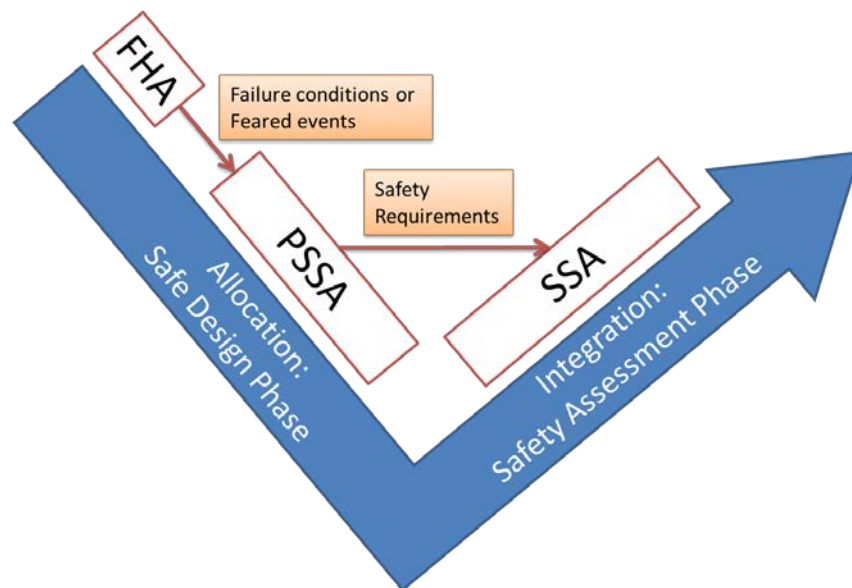 FHA
Failure conditions or
Feared events
PSSA
Safety
Requirements
SSA
Allocation:
Safe Design Phase
Integration:
Safety Assessment Phase